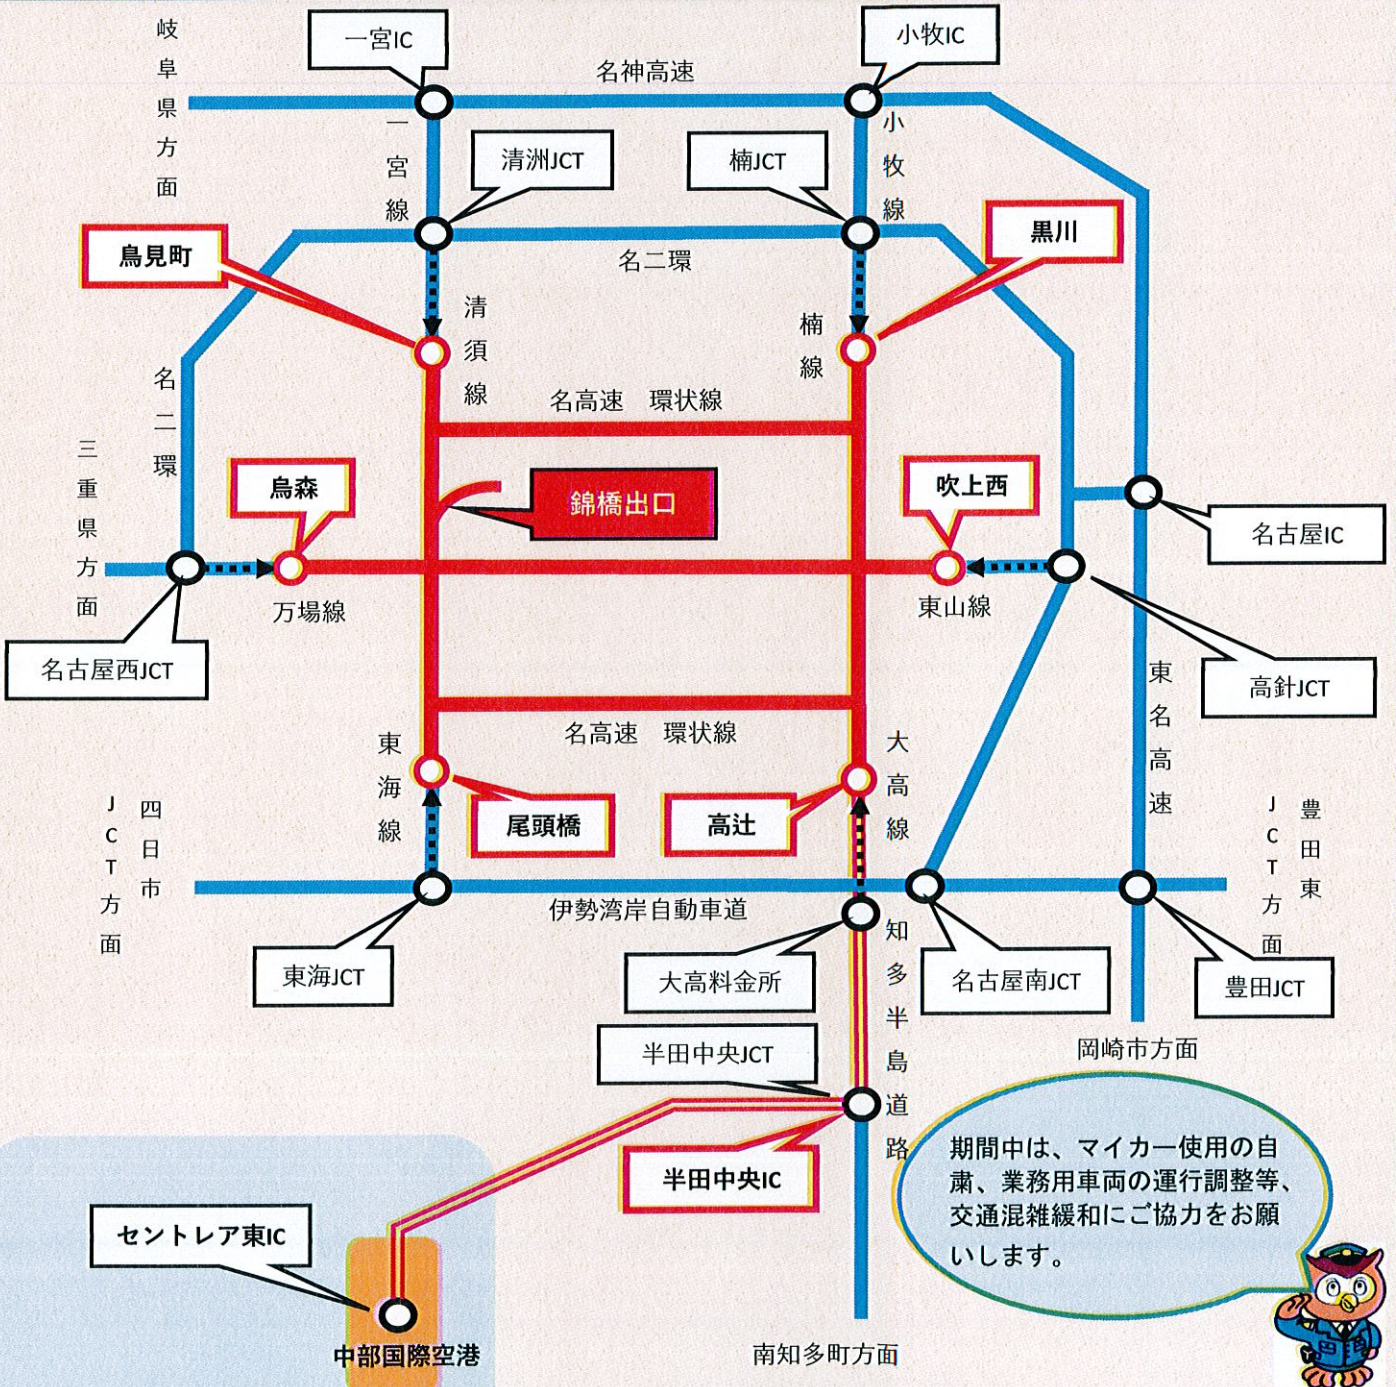 岐阜県方面
一宮IC
小牧IC
名神高速
一宮線
小牧線
清洲JCT
楠JCT
鳥見町
黒川
名二環
清須線
楠線
名二環
名高速　環状線
三重県方面
烏森
錦橋出口
吹上西
名古屋IC
万場線
東山線
名古屋西JCT
高針JCT
東名高速
名高速　環状線
東海線
大高線
尾頭橋
高辻
四日市
JCT方面
豊田東
JCT方面
伊勢湾岸自動車道
知多半島道路
東海JCT
大高料金所
名古屋南JCT
豊田JCT
半田中央JCT
岡崎市方面
半田中央IC
期間中は、マイカー使用の自
粛、業務用車両の運行調整等、
交通混雑緩和にご協力をお願
いします。
セントレア東IC
中部国際空港
南知多町方面